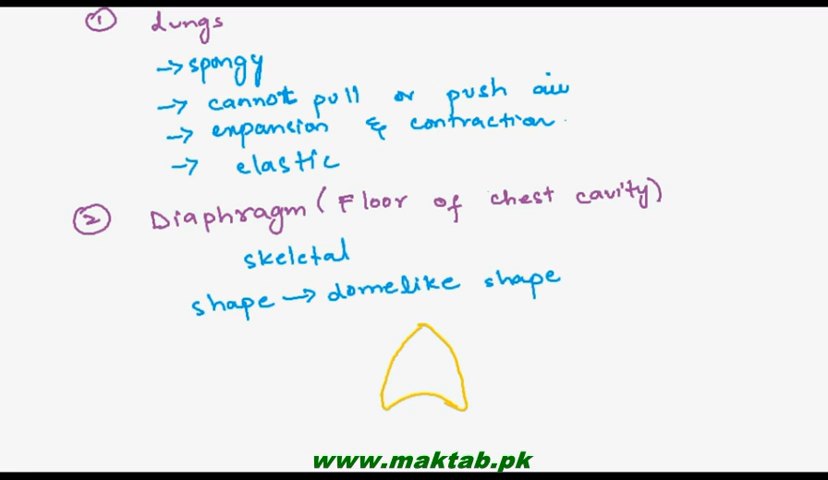 ① Lungs
→ spongy
→ cannot pull or push air
→ expansion & contraction.
→ elastic
② Diaphragm (Floor of chest cavity)
skeletal
shape → domelike shape
www.maktab.pk